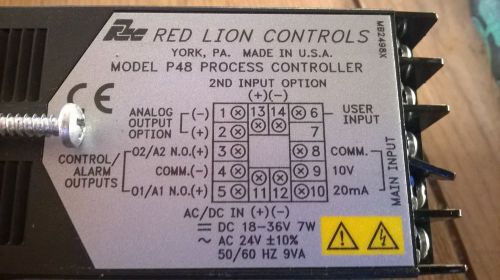 RED LION CONTROLS
YORK, PA. MADE IN U.S.A.
MODEL P48 PROCESS CONTROLLER
MB2498X
2ND INPUT OPTION
(+)(-)
CE
ANALOG OUTPUT OPTION
(-) 1 13 14 6 USER INPUT
(+) 2 7
CONTROL/ ALARM OUTPUTS
O2/A2 N.O.(+) 3 8 COMM.
COMM.(-) 4 9 10V
O1/A1 N.O.(+) 5 11 12 10 20mA
MAIN INPUT
AC/DC IN (+)(-)
DC 18-36V 7W
~ AC 24V ±10%
50/60 HZ 9VA